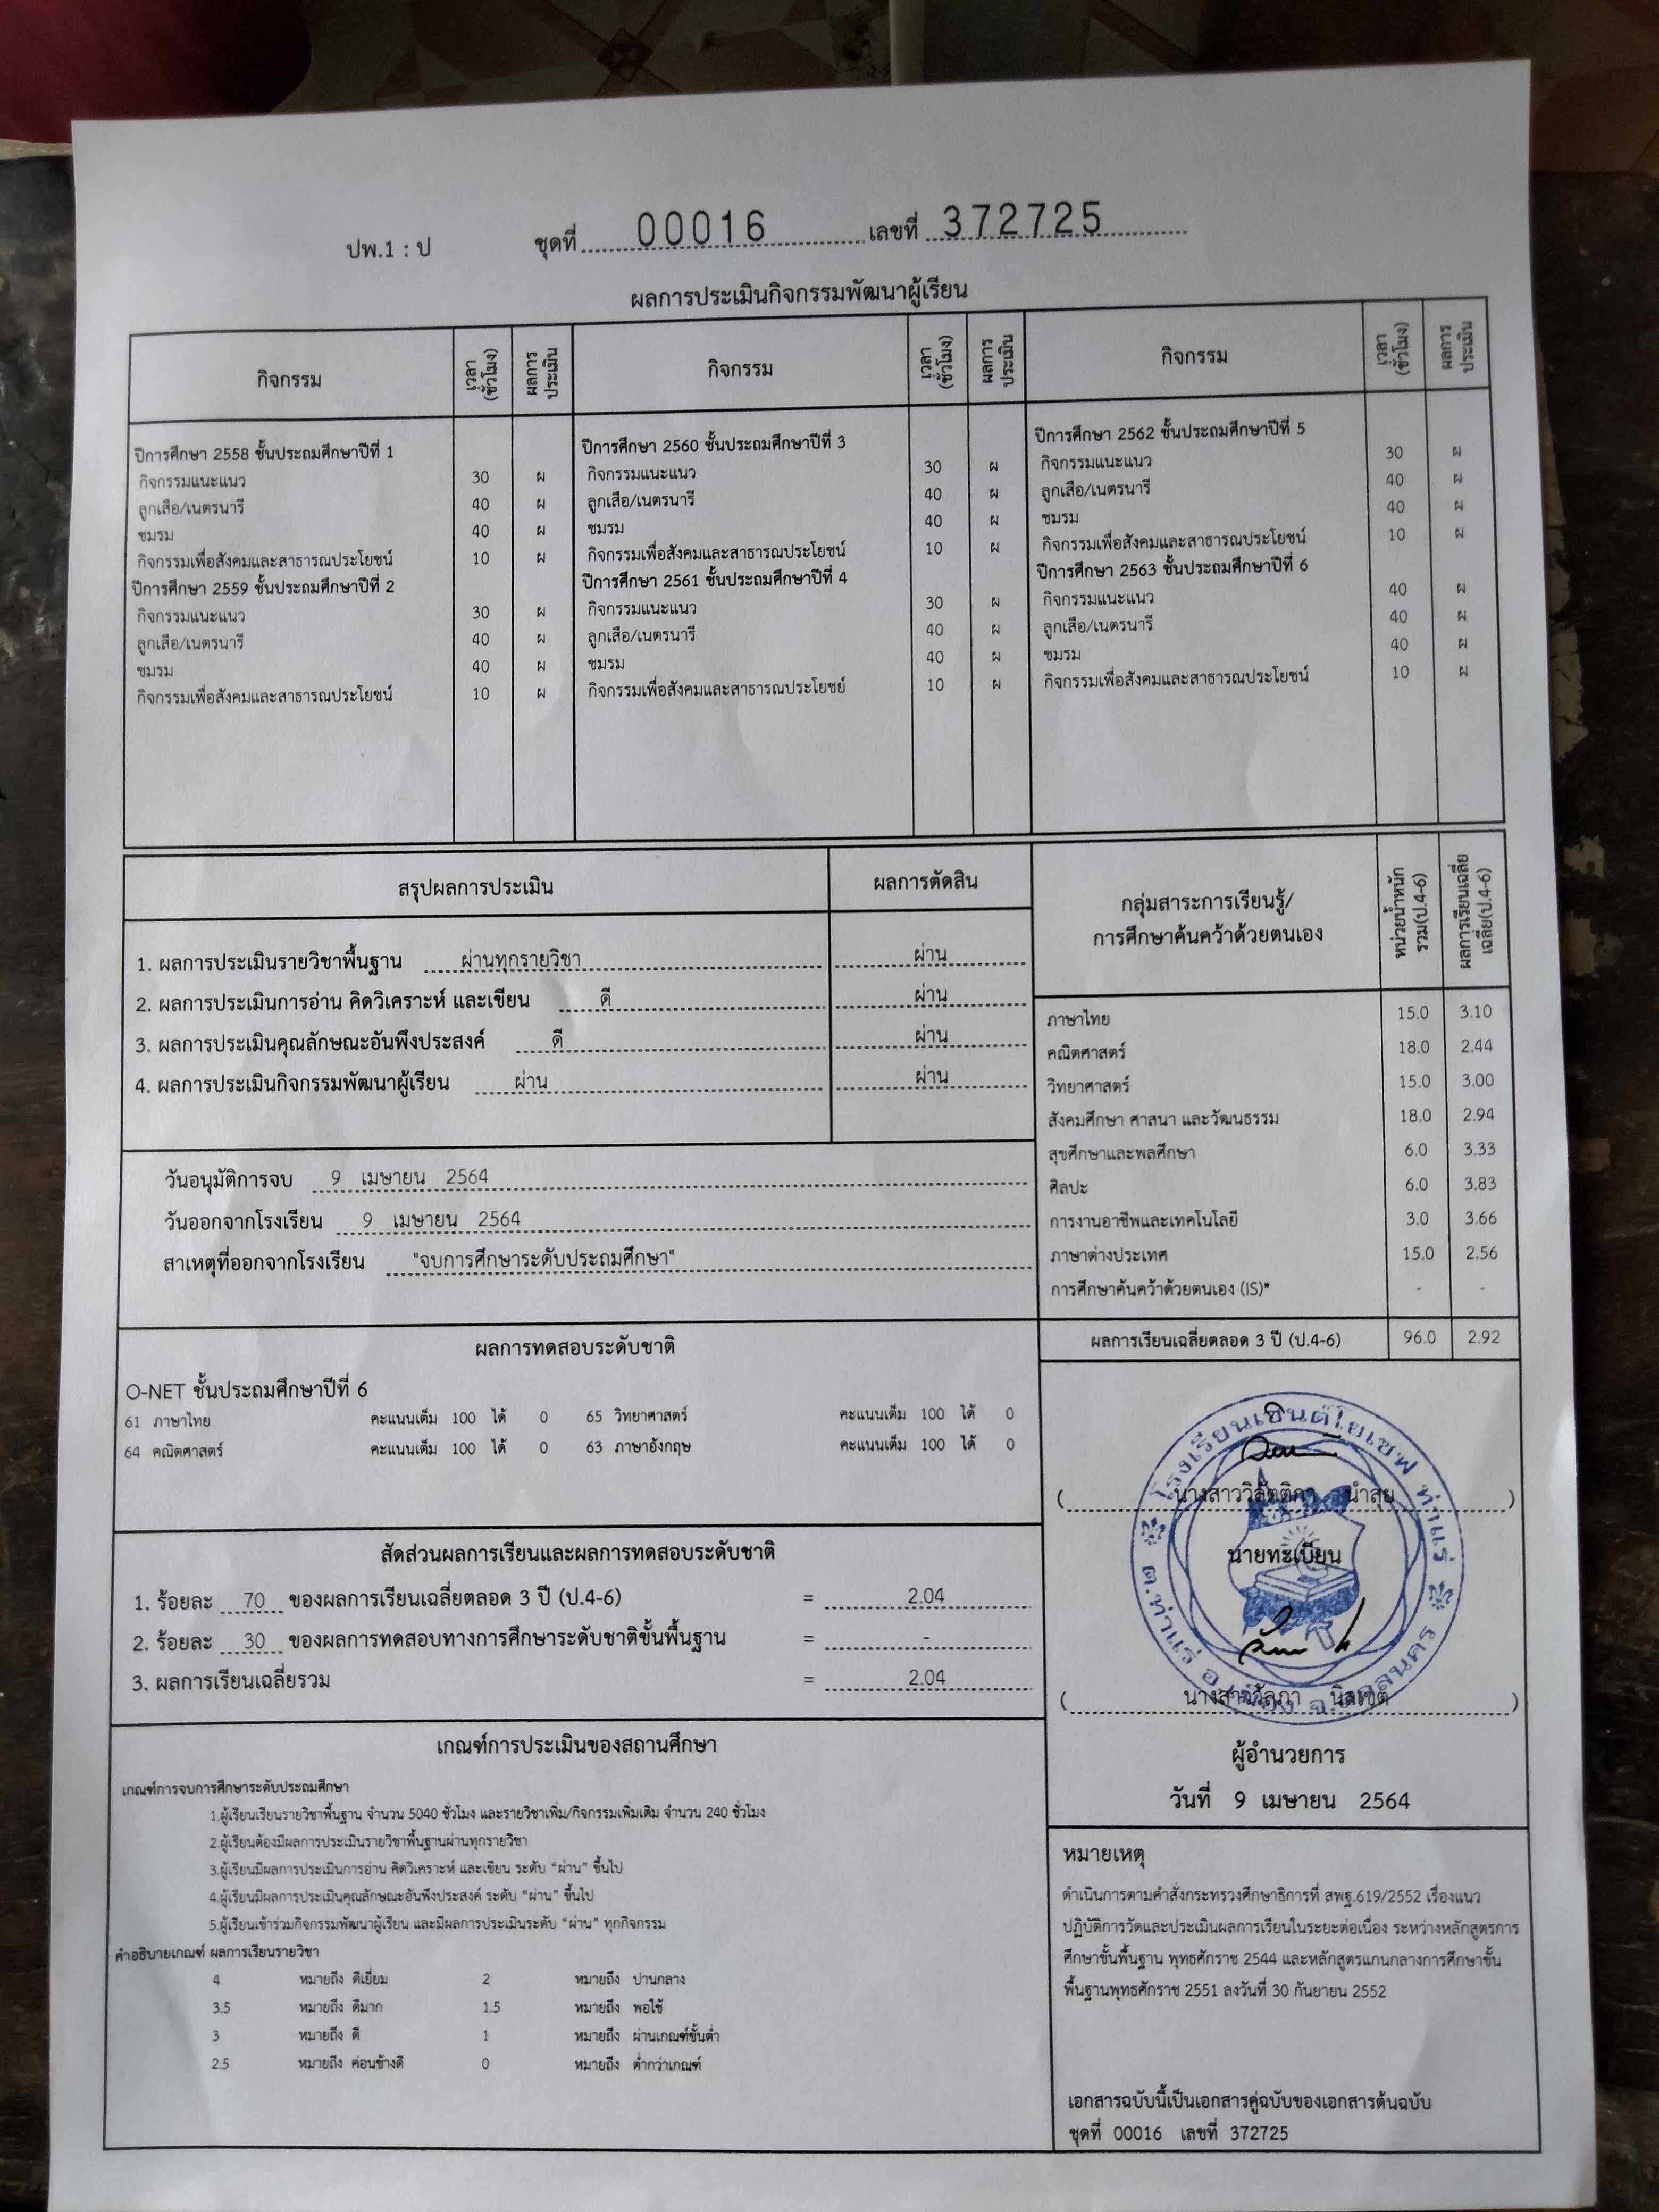 ปพ.1 : ป ชุดที่ 00016 เลขที่ 372725
ผลการประเมินกิจกรรมพัฒนาผู้เรียน
กิจกรรม เวลา (ชั่วโมง) ผลการประเมิน กิจกรรม เวลา (ชั่วโมง) ผลการประเมิน กิจกรรม เวลา (ชั่วโมง) ผลการประเมิน
ปีการศึกษา 2558 ชั้นประถมศึกษาปีที่ 1
กิจกรรมแนะแนว 30 ผ
ลูกเสือ/เนตรนารี 40 ผ
ชมรม 40 ผ
กิจกรรมเพื่อสังคมและสาธารณประโยชน์ 10 ผ
ปีการศึกษา 2559 ชั้นประถมศึกษาปีที่ 2
กิจกรรมแนะแนว 30 ผ
ลูกเสือ/เนตรนารี 40 ผ
ชมรม 40 ผ
กิจกรรมเพื่อสังคมและสาธารณประโยชน์ 10 ผ
ปีการศึกษา 2560 ชั้นประถมศึกษาปีที่ 3
กิจกรรมแนะแนว 30 ผ
ลูกเสือ/เนตรนารี 40 ผ
ชมรม 40 ผ
กิจกรรมเพื่อสังคมและสาธารณประโยชน์ 10 ผ
ปีการศึกษา 2561 ชั้นประถมศึกษาปีที่ 4
กิจกรรมแนะแนว 30 ผ
ลูกเสือ/เนตรนารี 40 ผ
ชมรม 40 ผ
กิจกรรมเพื่อสังคมและสาธารณประโยชย์ 10 ผ
ปีการศึกษา 2562 ชั้นประถมศึกษาปีที่ 5
กิจกรรมแนะแนว 30 ผ
ลูกเสือ/เนตรนารี 40 ผ
ชมรม 40 ผ
กิจกรรมเพื่อสังคมและสาธารณประโยชน์ 10 ผ
ปีการศึกษา 2563 ชั้นประถมศึกษาปีที่ 6
กิจกรรมแนะแนว 40 ผ
ลูกเสือ/เนตรนารี 40 ผ
ชมรม 40 ผ
กิจกรรมเพื่อสังคมและสาธารณประโยชน์ 10 ผ
สรุปผลการประเมิน ผลการตัดสิน
1. ผลการประเมินรายวิชาพื้นฐาน ผ่านทุกรายวิชา ผ่าน
2. ผลการประเมินการอ่าน คิดวิเคราะห์ และเขียน ดี ผ่าน
3. ผลการประเมินคุณลักษณะอันพึงประสงค์ ดี ผ่าน
4. ผลการประเมินกิจกรรมพัฒนาผู้เรียน ผ่าน ผ่าน
วันอนุมัติการจบ 9 เมษายน 2564
วันออกจากโรงเรียน 9 เมษายน 2564
สาเหตุที่ออกจากโรงเรียน "จบการศึกษาระดับประถมศึกษา"
กลุ่มสาระการเรียนรู้/
การศึกษาค้นคว้าด้วยตนเอง
หน่วยน้ำหนัก
รวม(ป.4-6)
ผลการเรียนเฉลี่ย
เฉลี่ย(ป.4-6)
ภาษาไทย 15.0 3.10
คณิตศาสตร์ 18.0 2.44
วิทยาศาสตร์ 15.0 3.00
สังคมศึกษา ศาสนา และวัฒนธรรม 18.0 2.94
สุขศึกษาและพลศึกษา 6.0 3.33
ศิลปะ 6.0 3.83
การงานอาชีพและเทคโนโลยี 3.0 3.66
ภาษาต่างประเทศ 15.0 2.56
การศึกษาค้นคว้าด้วยตนเอง (IS)* - -
ผลการเรียนเฉลี่ยตลอด 3 ปี (ป.4-6) 96.0 2.92
ผลการทดสอบระดับชาติ
O-NET ชั้นประถมศึกษาปีที่ 6
61 ภาษาไทย คะแนนเต็ม 100 ได้ 0 65 วิทยาศาสตร์ คะแนนเต็ม 100 ได้ 0
64 คณิตศาสตร์ คะแนนเต็ม 100 ได้ 0 63 ภาษาอังกฤษ คะแนนเต็ม 100 ได้ 0
สัดส่วนผลการเรียนและผลการทดสอบระดับชาติ
1. ร้อยละ 70 ของผลการเรียนเฉลี่ยตลอด 3 ปี (ป.4-6) = 2.04
2. ร้อยละ 30 ของผลการทดสอบทางการศึกษาระดับชาติขั้นพื้นฐาน = -
3. ผลการเรียนเฉลี่ยรวม = 2.04
เกณฑ์การประเมินของสถานศึกษา
เกณฑ์การจบการศึกษาระดับประถมศึกษา
1.ผู้เรียนเรียนรายวิชาพื้นฐาน จำนวน 5040 ชั่วโมง และรายวิชาเพิ่ม/กิจกรรมเพิ่มเติม จำนวน 240 ชั่วโมง
2.ผู้เรียนต้องมีผลการประเมินรายวิชาพื้นฐานผ่านทุกรายวิชา
3.ผู้เรียนมีผลการประเมินการอ่าน คิดวิเคราะห์ และเขียน ระดับ "ผ่าน" ขึ้นไป
4.ผู้เรียนมีผลการประเมินคุณลักษณะอันพึงประสงค์ ระดับ "ผ่าน" ขึ้นไป
5.ผู้เรียนเข้าร่วมกิจกรรมพัฒนาผู้เรียน และมีผลการประเมินระดับ "ผ่าน" ทุกกิจกรรม
คำอธิบายเกณฑ์ ผลการเรียนรายวิชา
4 หมายถึง ดีเยี่ยม 2 หมายถึง ปานกลาง
3.5 หมายถึง ดีมาก 1.5 หมายถึง พอใช้
3 หมายถึง ดี 1 หมายถึง ผ่านเกณฑ์ขั้นต่ำ
2.5 หมายถึง ค่อนข้างดี 0 หมายถึง ต่ำกว่าเกณฑ์
โรงเรียนเซนต์โยเซฟ ท่าแร่
ต.ท่าแร่ อ.เมือง จ.สกลนคร
นายทะเบียน
ผู้อำนวยการ
วันที่ 9 เมษายน 2564
หมายเหตุ
ดำเนินการตามคำสั่งกระทรวงศึกษาธิการที่ สพฐ.619/2552 เรื่องแนว
ปฏิบัติการวัดและประเมินผลการเรียนในระยะต่อเนื่อง ระหว่างหลักสูตรการ
ศึกษาขั้นพื้นฐาน พุทธศักราช 2544 และหลักสูตรแกนกลางการศึกษาขั้น
พื้นฐานพุทธศักราช 2551 ลงวันที่ 30 กันยายน 2552
เอกสารฉบับนี้เป็นเอกสารคู่ฉบับของเอกสารต้นฉบับ
ชุดที่ 00016 เลขที่ 372725